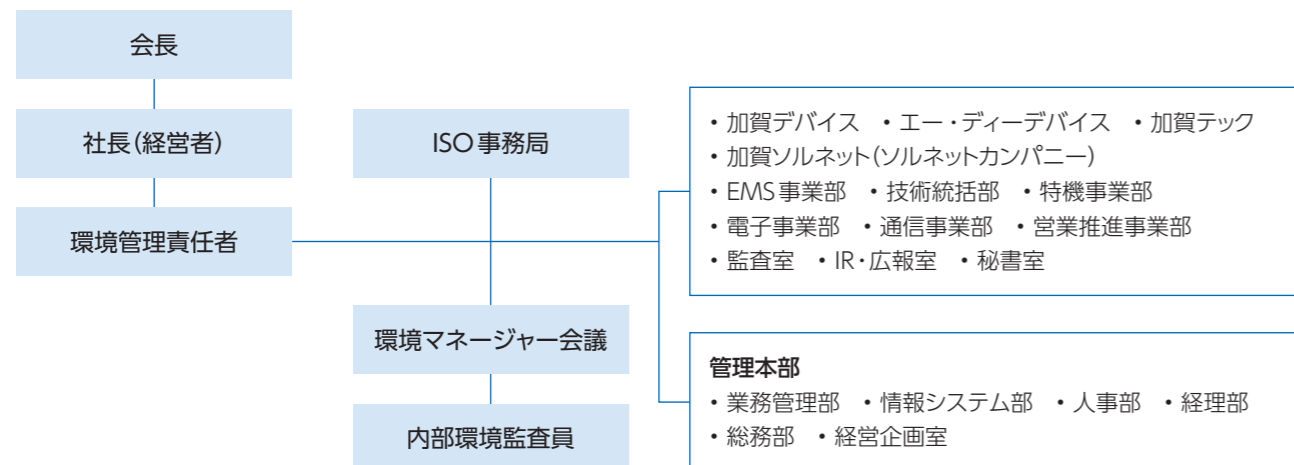 会長
社長(経営者)
環境管理責任者
ISO事務局
環境マネージャー会議
内部環境監査員
・加賀デバイス ・エー・ディーデバイス ・加賀テック
・加賀ソルネット(ソルネットカンパニー)
・EMS事業部 ・技術統括部 ・特機事業部
・電子事業部 ・通信事業部 ・営業推進事業部
・監査室 ・IR・広報室 ・秘書室
管理本部
・業務管理部 ・情報システム部 ・人事部 ・経理部
・総務部 ・経営企画室